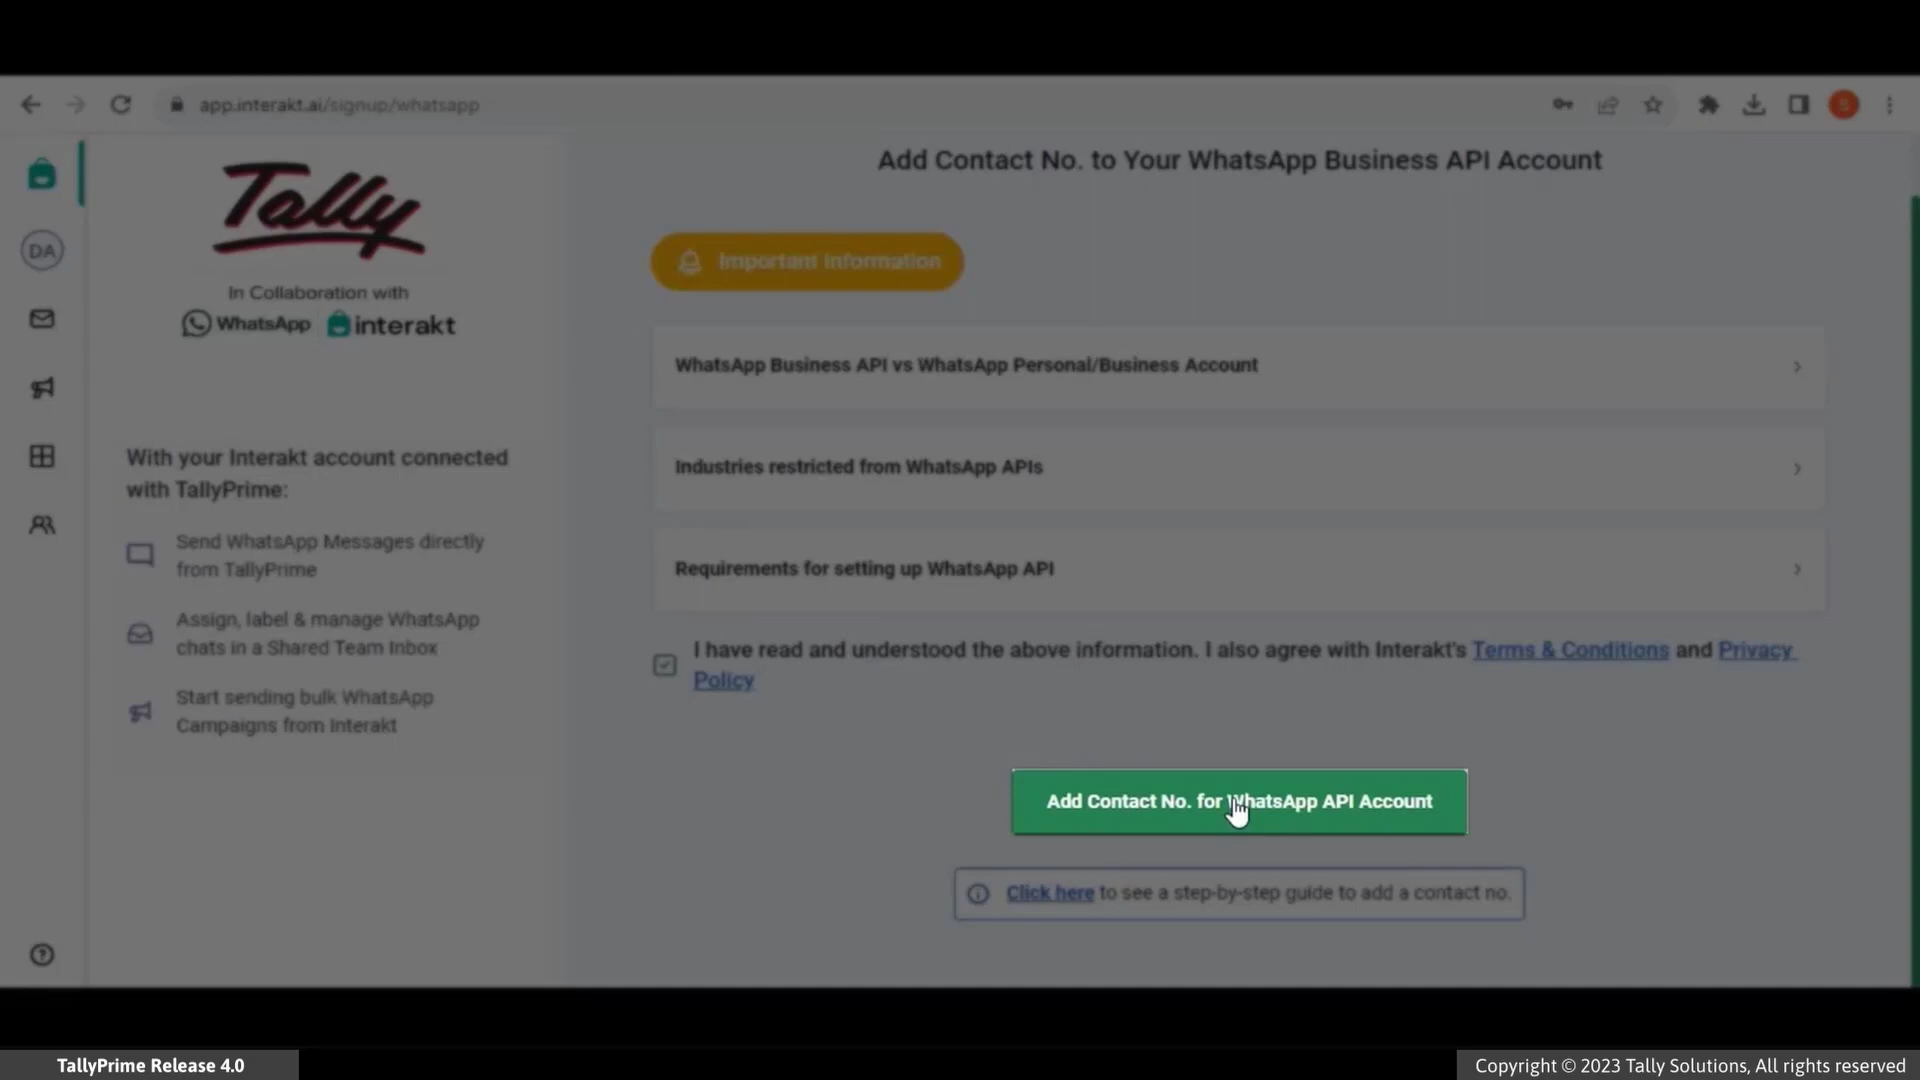 app.interakt.ai/signup/whatsapp
S
DA
Tally
In Collaboration with
WhatsApp interakt
With your Interakt account connected
with TallyPrime:
Send WhatsApp Messages directly
from TallyPrime
Assign, label & manage WhatsApp
chats in a Shared Team Inbox
Start sending bulk WhatsApp
Campaigns from Interakt
Add Contact No. to Your WhatsApp Business API Account
Important Information
WhatsApp Business API vs WhatsApp Personal/Business Account
Industries restricted from WhatsApp APIs
Requirements for setting up WhatsApp API
I have read and understood the above information. I also agree with Interakt's Terms & Conditions and Privacy
Policy
Add Contact No. for WhatsApp API Account
Click here to see a step-by-step guide to add a contact no.
TallyPrime Release 4.0
Copyright © 2023 Tally Solutions, All rights reserved